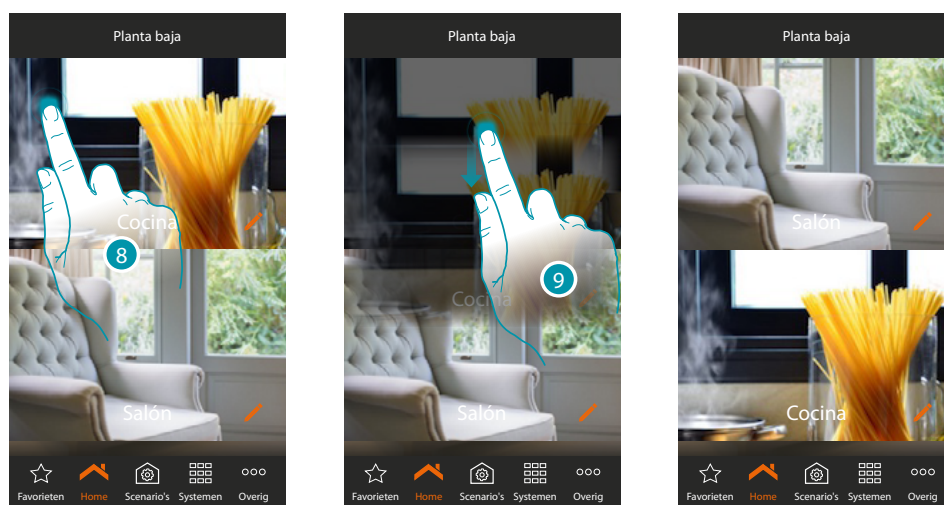 Planta baja
Cocina
8
Salón
Favorieten Home Scenario's Systemen Overig
Planta baja
9
Cocina
Salón
Favorieten Home Scenario's Systemen Overig
Planta baja
Salón
Cocina
Favorieten Home Scenario's Systemen Overig